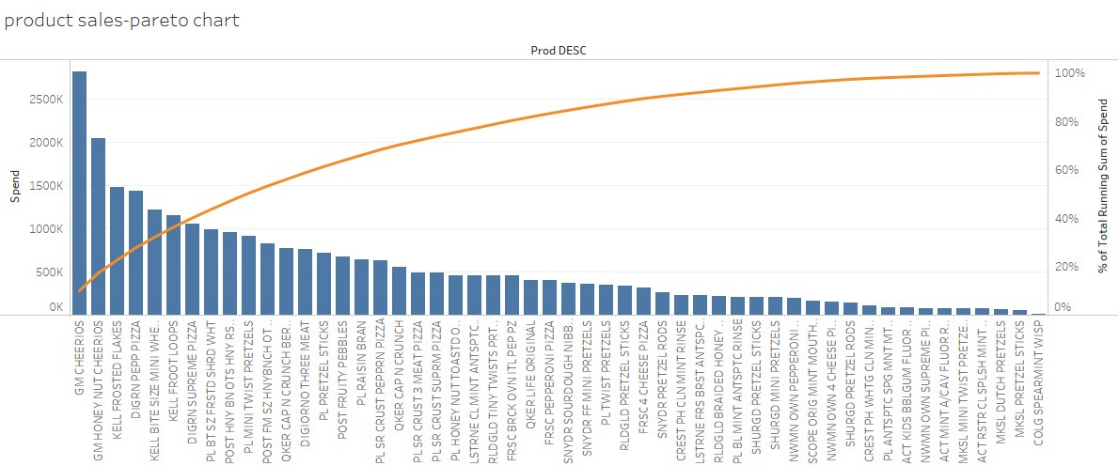 product sales-pareto chart
Prod DESC
Spend
2500K
2000K
1500K
1000K
500K
0K
100%
80%
60%
40%
20%
0%
% of Total Running Sum of Spend
GM CHEERIOS
GM HONEY NUT CHEERIOS
KELL FROSTED FLAKES
DIGRN PEPP PIZZA
KELL BITE SIZE MINI WHE..
KELL FROOT LOOPS
DIGRN SUPREME PIZZA
PL BT SZ FRSTD SHRD WHT
POST HNY BN OTS HNY RS..
PL MINI TWIST PRETZELS
POST FM SZ HNYBNCH OT..
QKER CAP N CRUNCH BER..
DIGIORNO THREE MEAT
PL PRETZEL STICKS
POST FRUITY PEBBLES
PL RAISIN BRAN
PL SR CRUST PEPPRN PIZZA
QKER CAP N CRUNCH
PL SR CRUST 3 MEAT PIZZA
PL SR CRUST SUPRM PIZZA
PL HONEY NUT TOASTD O..
LSTRNE CL MINT ANTSPTC..
RLDGLD TINY TWISTS PRT..
FRSC BRCK OVN ITL PEP PZ
QKER LIFE ORIGINAL
FRSC PEPPERONI PIZZA
SNYDR SOURDOUGH NIBB..
SNYDR FF MINI PRETZELS
PL TWIST PRETZELS
RLDGLD PRETZEL STICKS
FRSC 4 CHEESE PIZZA
SNYDR PETZEL RODS
CREST PH CLN MINT RINSE
LSTRNE FRS BRST ANTSPC..
RLDGLD BRAIDED HONEY ..
PL BL MINT ANTSPTC RINSE
SHURGD PRETZEL STICKS
SHURGD MINI PRETZELS
NWMN OWN PEPPERONI ..
SCOPE ORIG MINT MOUTH..
NWMN OWN 4 CHEESE PI..
SHURGD PRETZEL RODS
CREST PH WHTG CLN MIN..
PL ANTSPTC SPG MNT MT..
ACT KIDS BBLGUM FLUOR..
NWMN OWN SUPREME PI..
ACT MINT A/CAV FLUOR R..
MKSL MINI TWIST PRETZE..
ACT RSTR CL SPLSH MINT ..
MKSL DUTCH PRETZELS
MKSL PRETZEL STICKS
COLG SPEARMINT WISP